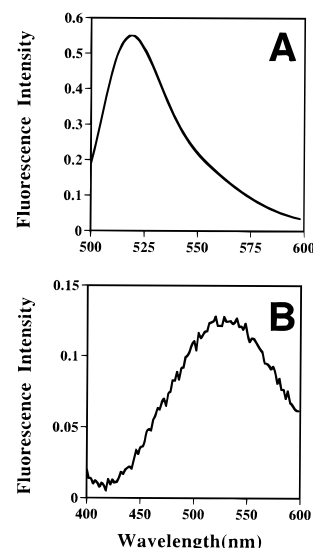 0.6
A
0.5
0.4
0.3
0.2
0.1
0
Fluorescence Intensity
500 525 550 575 600
0.15
B
0.1
0.05
0
Fluorescence Intensity
400 450 500 550 600
Wavelength(nm)